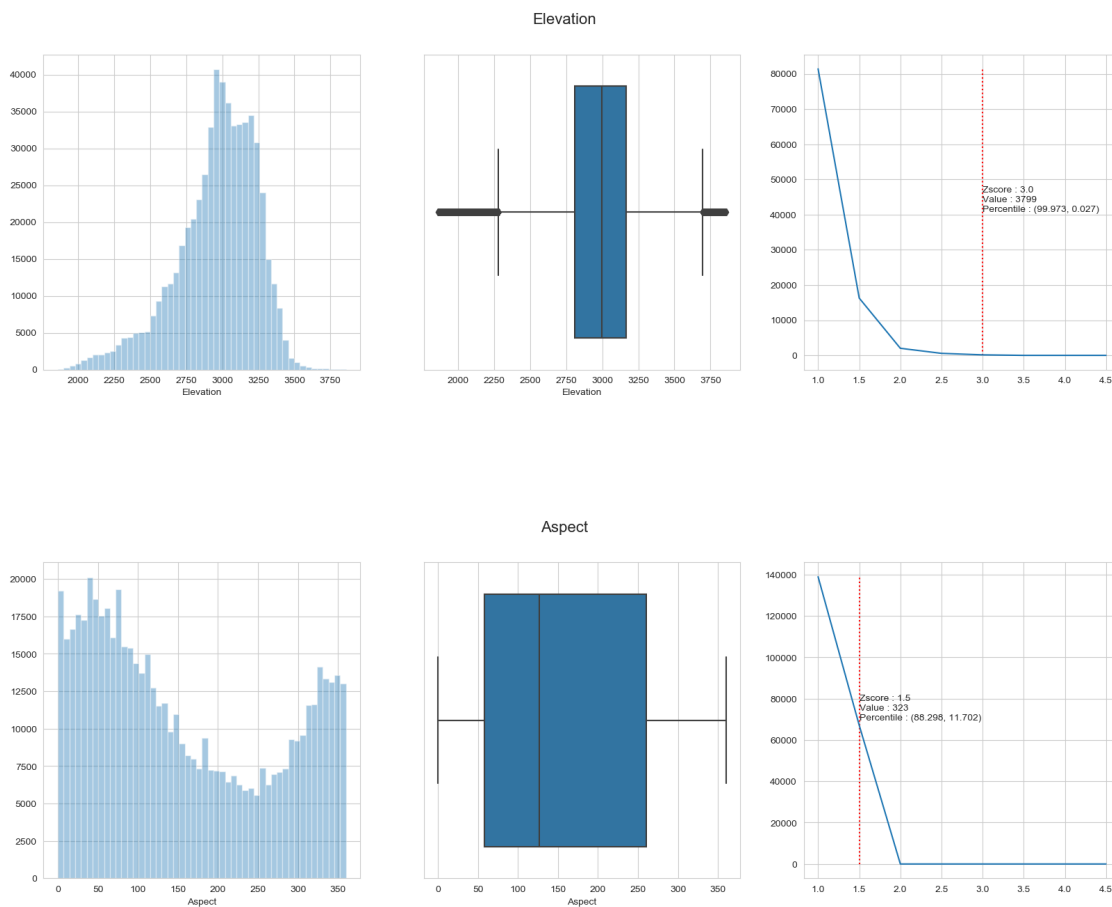 Elevation
40000
35000
30000
25000
20000
15000
10000
5000
0
2000 2250 2500 2750 3000 3250 3500 3750
Elevation
2000 2250 2500 2750 3000 3250 3500 3750
Elevation
80000
70000
60000
50000
40000
30000
20000
10000
0
Zscore : 3.0
Value : 3799
Percentile : (99.973, 0.027)
1.0 1.5 2.0 2.5 3.0 3.5 4.0 4.5
Aspect
20000
17500
15000
12500
10000
7500
5000
2500
0
0 50 100 150 200 250 300 350
Aspect
0 50 100 150 200 250 300 350
Aspect
140000
120000
100000
80000
60000
40000
20000
0
Zscore : 1.5
Value : 323
Percentile : (88.298, 11.702)
1.0 1.5 2.0 2.5 3.0 3.5 4.0 4.5